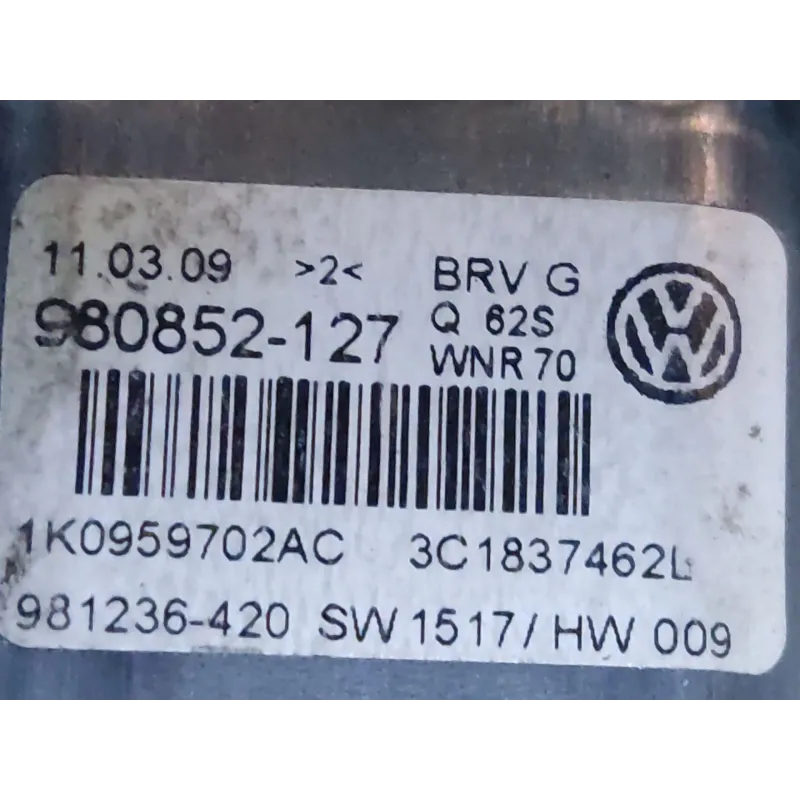 11.03.09 >2< BRV G
980852-127 Q 62S
WNR 70
1K0959702AC 3C1837462L
981236-420 SW 1517 / HW 009